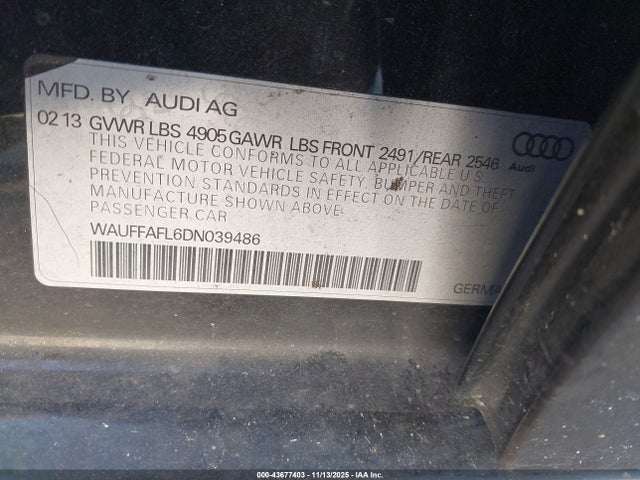 MFD. BY AUDI AG
02 13 GVWR LBS 4905 GAWR LBS FRONT 2491/REAR 2546
THIS VEHICLE CONFORMS TO ALL APPLICABLE U.S.
FEDERAL MOTOR VEHICLE SAFETY, BUMPER AND THEFT
PREVENTION STANDARDS IN EFFECT ON THE DATE OF
MANUFACTURE SHOWN ABOVE.
PASSENGER CAR
Audi
WAUFFAFL6DN039486
GERMA
000-43677403 - 11/13/2025 - IAA Inc.